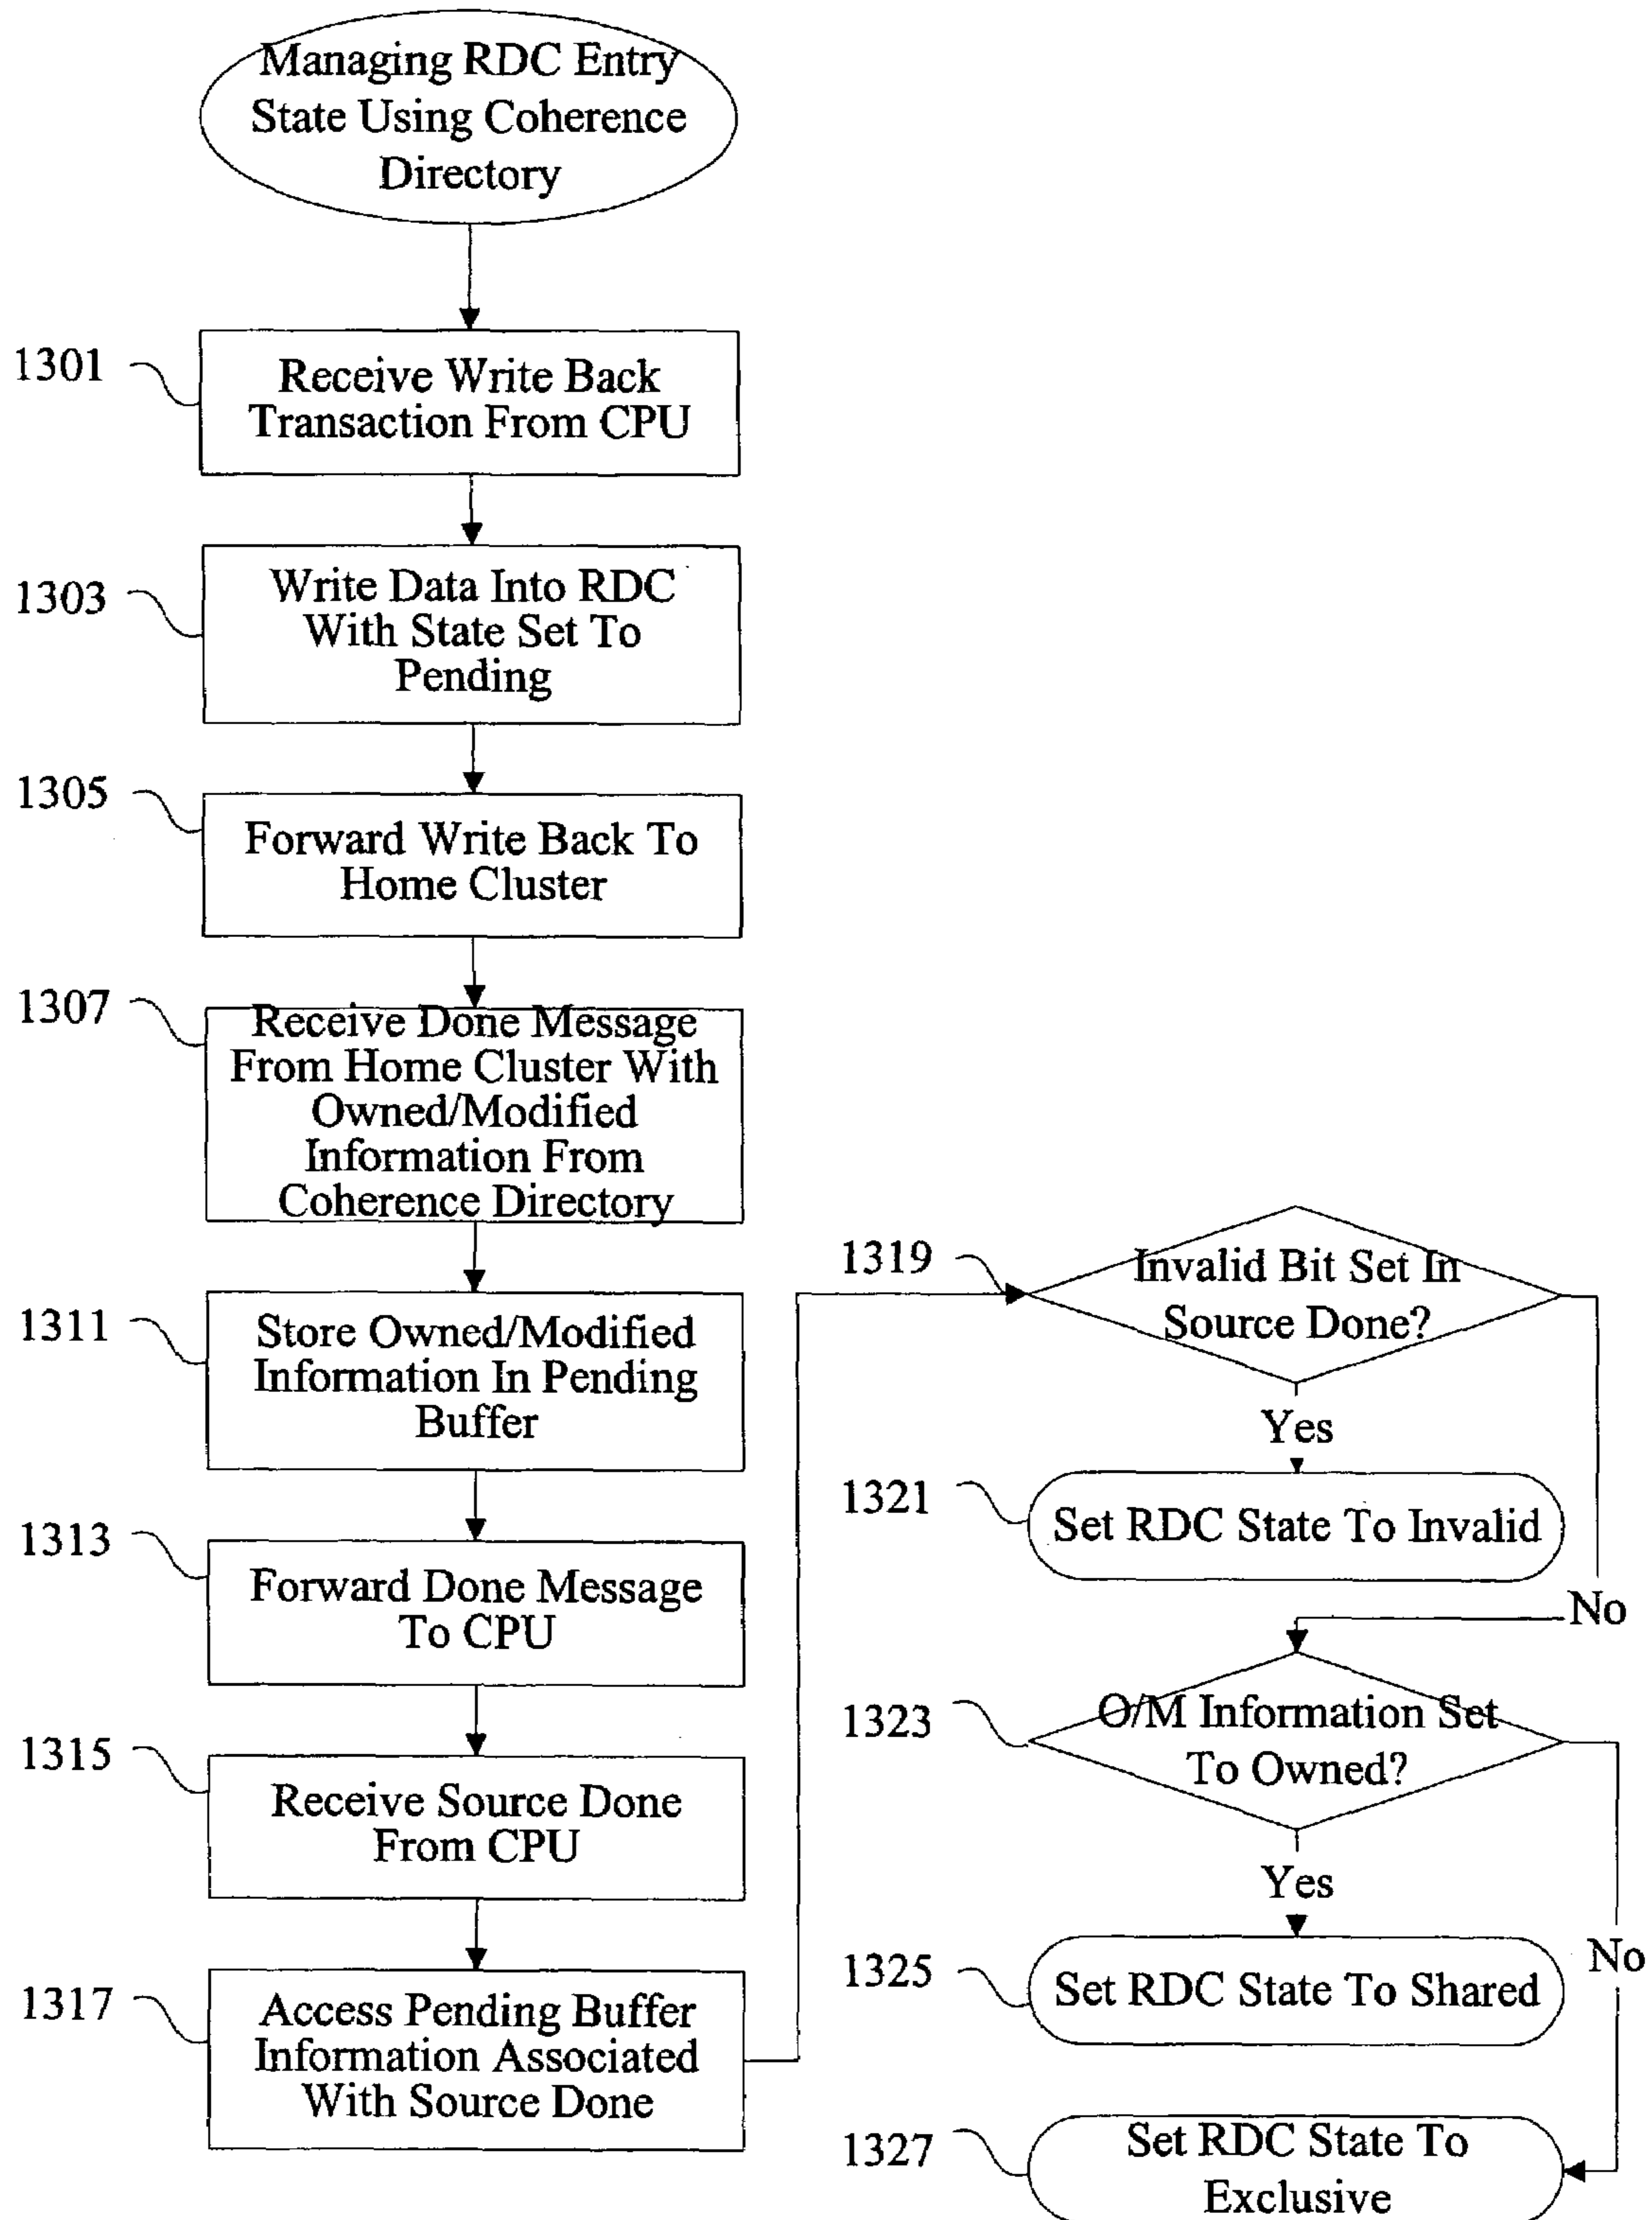 Managing RDC Entry
State Using Coherence
Directory
1301
Receive Write Back
Transaction From CPU
1303
Write Data Into RDC
With State Set To
Pending
1305
Forward Write Back To
Home Cluster
1307
Receive Done Message
From Home Cluster With
Owned/Modified
Information From
Coherence Directory
1311
Store Owned/Modified
Information In Pending
Buffer
1313
Forward Done Message
To CPU
1315
Receive Source Done
From CPU
1317
Access Pending Buffer
Information Associated
With Source Done
1319
Invalid Bit Set In
Source Done?
Yes
1321
Set RDC State To Invalid
No
1323
O/M Information Set
To Owned?
Yes
1325
Set RDC State To Shared
No
1327
Set RDC State To
Exclusive